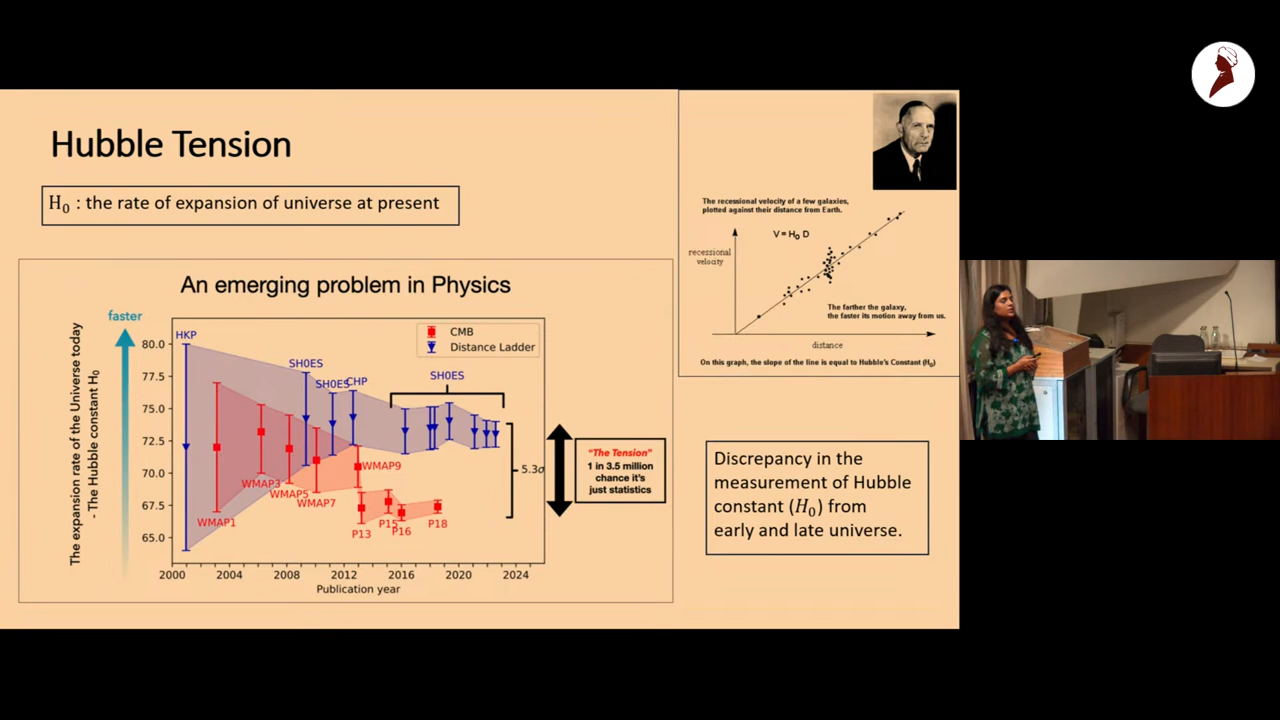 Hubble Tension
H₀ : the rate of expansion of universe at present
An emerging problem in Physics
faster
The expansion rate of the Universe today
- The Hubble constant H₀
80.0
77.5
75.0
72.5
70.0
67.5
65.0
HKP
SH0ES
SH0ES
CHP
SH0ES
CMB
Distance Ladder
WMAP1
WMAP3
WMAP5
WMAP7
WMAP9
P13
P15
P16
P18
5.3σ
2000 2004 2008 2012 2016 2020 2024
Publication year
"The Tension"
1 in 3.5 million
chance it's
just statistics
The recessional velocity of a few galaxies,
plotted against their distance from Earth.
V = H₀ D
recessional
velocity
The farther the galaxy,
the faster its motion away from us.
distance
On this graph, the slope of the line is equal to Hubble's Constant (H₀)
Discrepancy in the
measurement of Hubble
constant (H₀) from
early and late universe.